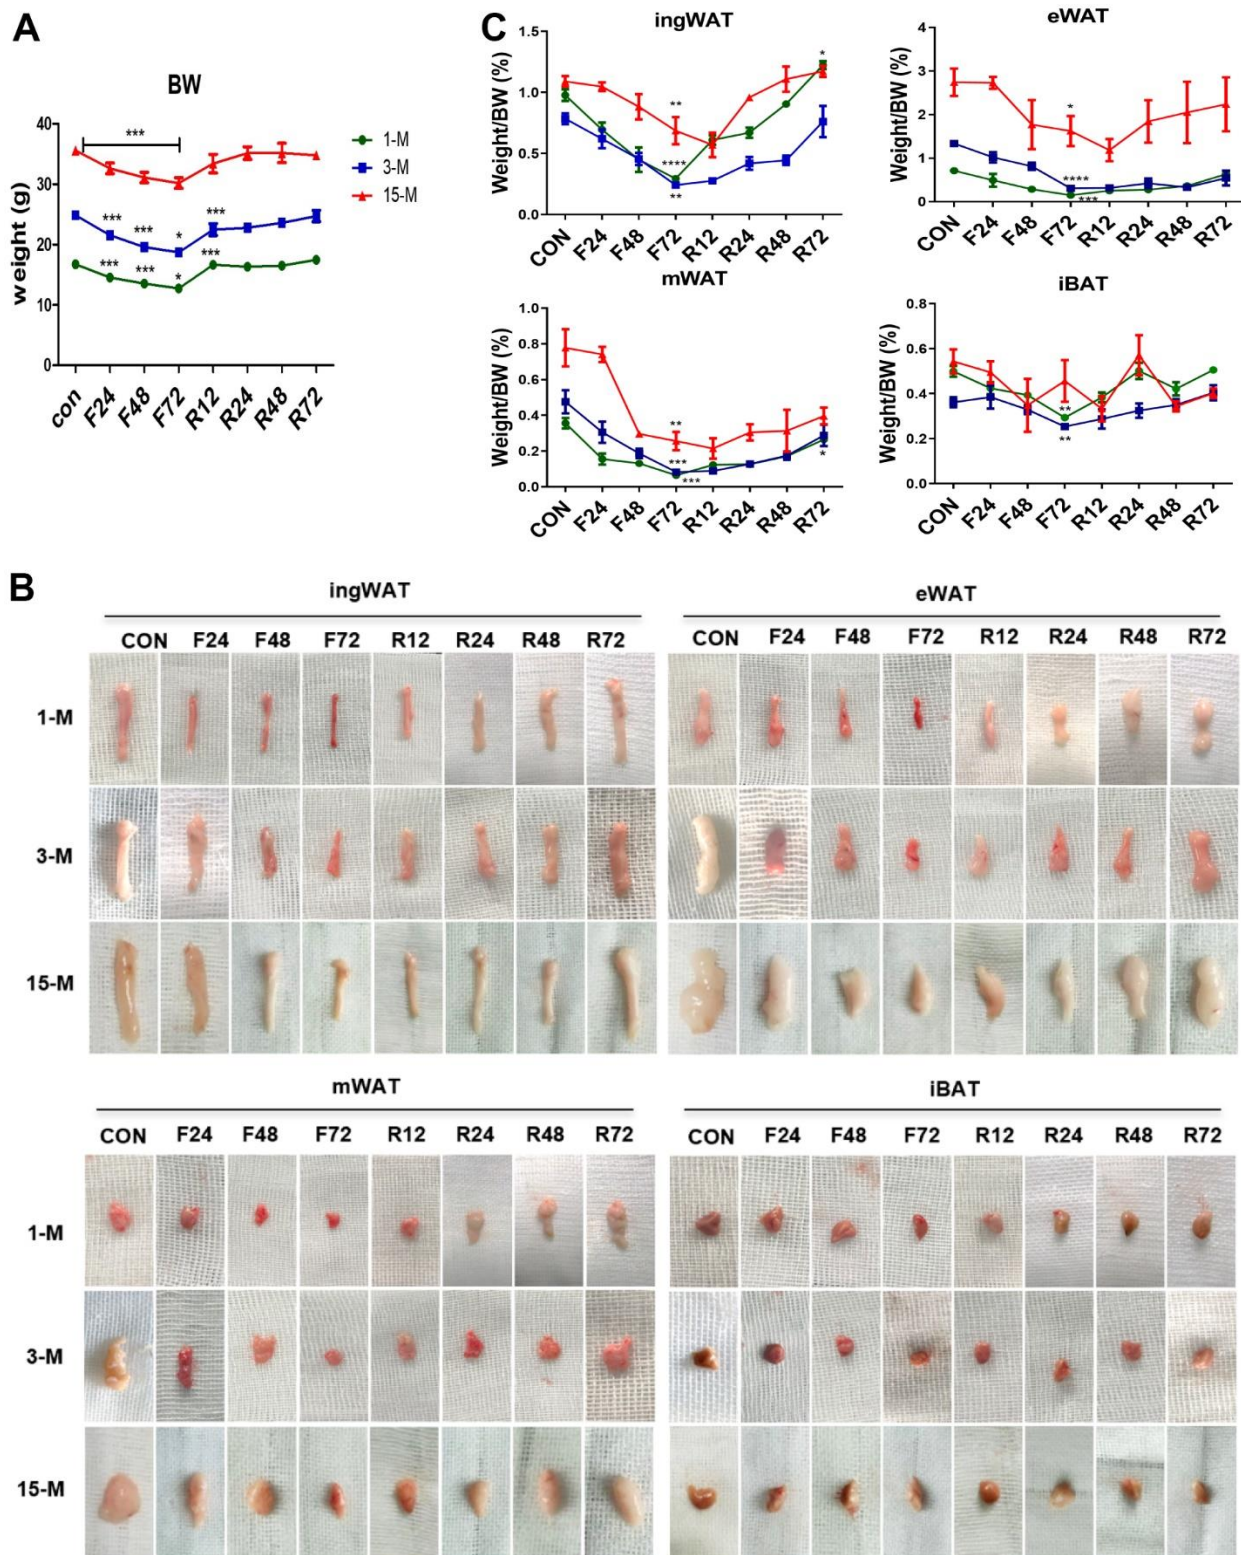 A
BW
weight (g)
40
30
20
10
0
***
*** *** * ***
*** *** * ***
con F24 F48 F72 R12 R24 R48 R72
1-M
3-M
15-M
C
ingWAT
Weight/BW (%)
1.5
1.0
0.5
0.0
*
**
****
**
CON F24 F48 F72 R12 R24 R48 R72
eWAT
Weight/BW (%)
4
3
2
1
0
*
****
***
CON F24 F48 F72 R12 R24 R48 R72
mWAT
Weight/BW (%)
1.0
0.8
0.6
0.4
0.2
0.0
**
***
***
*
CON F24 F48 F72 R12 R24 R48 R72
iBAT
Weight/BW (%)
0.8
0.6
0.4
0.2
0.0
**
**
CON F24 F48 F72 R12 R24 R48 R72
B
ingWAT
CON F24 F48 F72 R12 R24 R48 R72
1-M
3-M
15-M
eWAT
CON F24 F48 F72 R12 R24 R48 R72
mWAT
CON F24 F48 F72 R12 R24 R48 R72
1-M
3-M
15-M
iBAT
CON F24 F48 F72 R12 R24 R48 R72